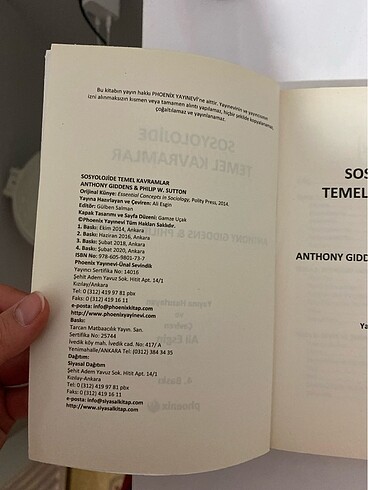 Bu kitabın yayın hakkı PHOENİX YAYINEVİ'ne aittir. Yayınevinin ve yayıncının
izni alınmaksızın kısmen veya tamamen alıntı yapılamaz, hiçbir şekilde kopyalanamaz,
çoğaltılamaz ve yayınlanamaz.
SOSYOLOJİDE TEMEL KAVRAMLAR
ANTHONY GIDDENS & PHILIP W. SUTTON
Orijinal Künye: Essential Concepts in Sociology, Polity Press, 2014.
Yayına Hazırlayan ve Çeviren: Ali Esgin
Editör: Gülben Salman
Kapak Tasarımı ve Sayfa Düzeni: Gamze Uçak
©Phoenix Yayınevi Tüm Hakları Saklıdır.
1. Baskı: Ekim 2014, Ankara
2. Baskı: Haziran 2016, Ankara
3. Baskı: Şubat 2018, Ankara
4. Baskı: Şubat 2020, Ankara
ISBN No: 978-605-9801-73-7
Phoenix Yayınevi-Ünal Sevindik
Yayıncı Sertifika No: 14016
Şehit Adem Yavuz Sok. Hitit Apt. 14/1
Kızılay/Ankara
Tel: 0 (312) 419 97 81 pbx
Faks: 0 (312) 419 16 11
e-posta: info@phoenixkitap.com
http://www.phoenixyayinevi.com
Baskı:
Tarcan Matbaacılık Yayın. San.
Sertifika No: 25744
İvedik köy mah. İvedik cad. No: 417/A
Yenimahalle/ANKARA Tel: (0312) 384 34 35
Dağıtım:
Siyasal Dağıtım
Şehit Adem Yavuz Sok. Hitit Apt. 14/1
Kızılay-Ankara
Tel: 0 (312) 419 97 81 pbx
Faks: 0 (312) 419 16 11
e-posta: info@siyasalkitap.com
http://www.siyasalkitap.com
SOS
TEMEL
ANTHONY GIDD
Ya